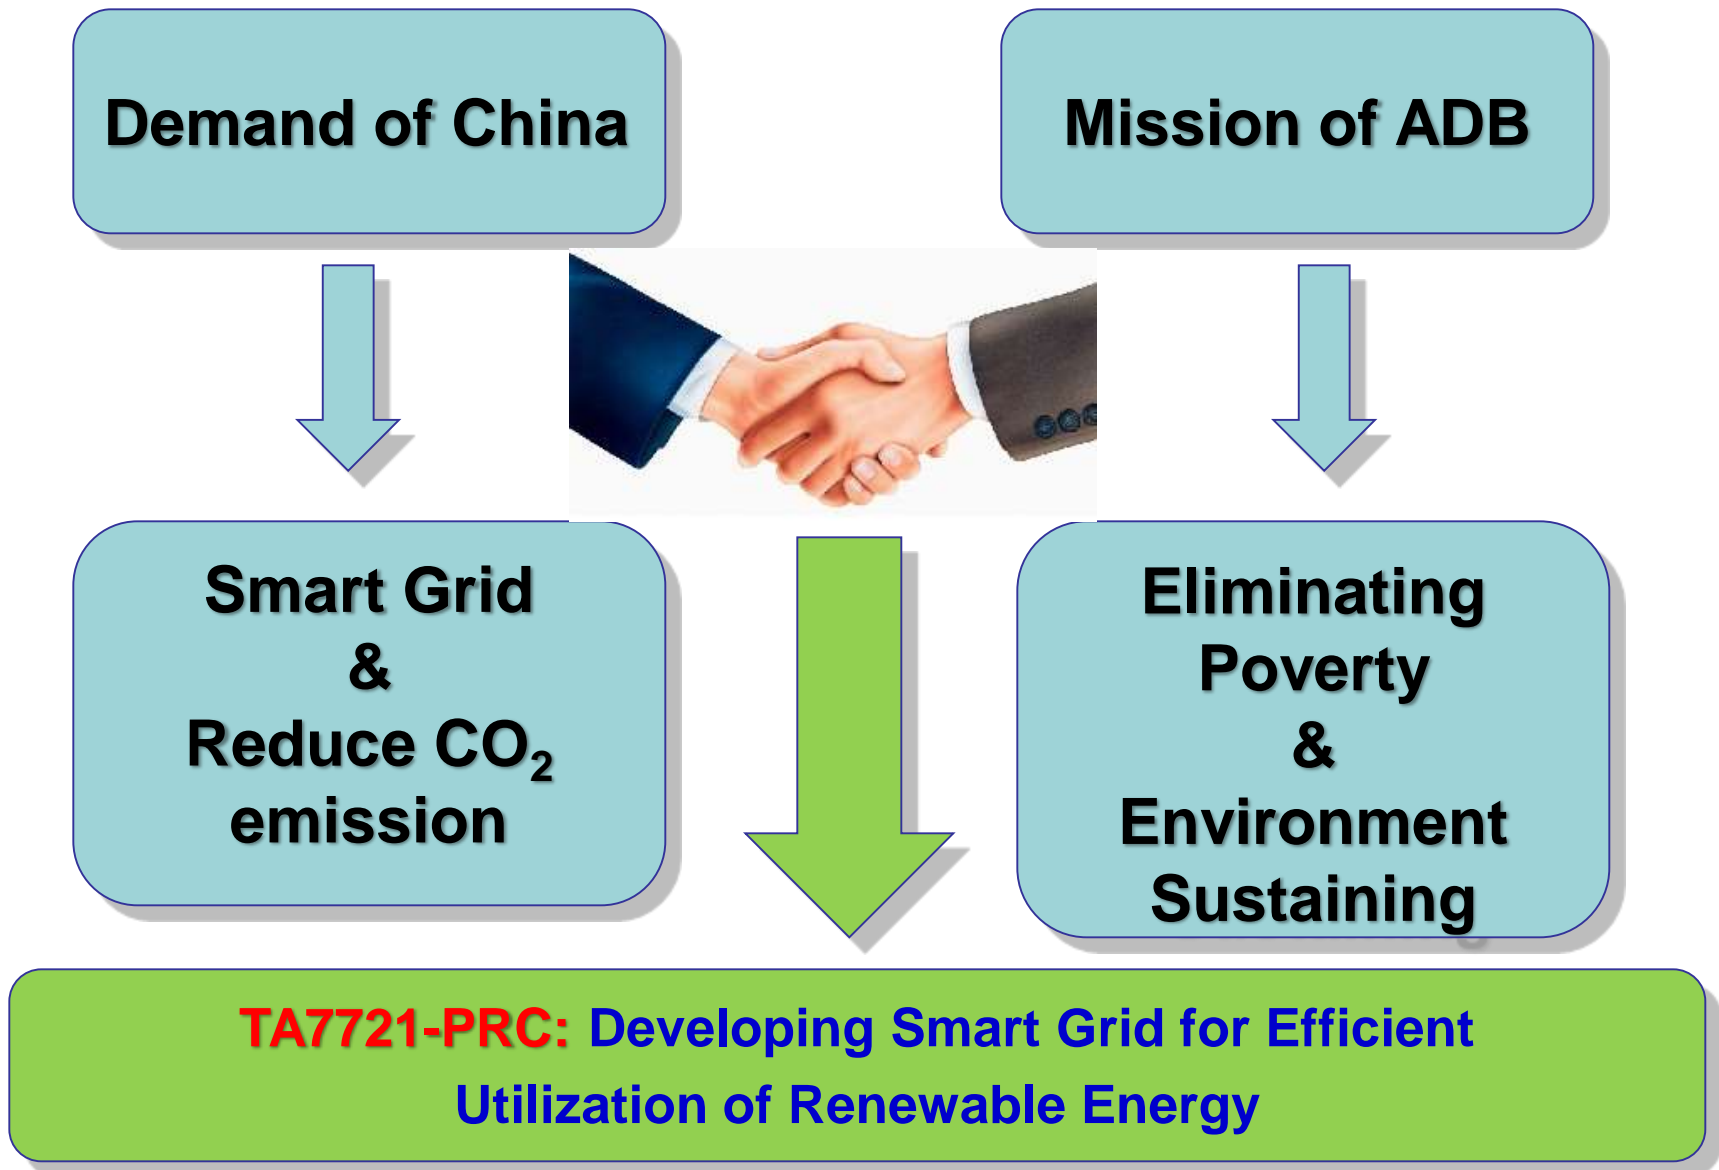 Demand of China
Mission of ADB
Smart Grid
&
Reduce CO₂
emission
Eliminating
Poverty
&
Environment
Sustaining
TA7721-PRC: Developing Smart Grid for Efficient
Utilization of Renewable Energy